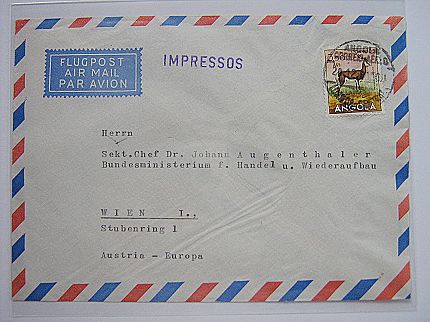 FLUGPOST
AIR MAIL
PAR AVION
IMPRESSOS
ANGOLA
ANGOLA
Herrn
Sekt.Chef Dr. Johann Augenthaler
Bundesministerium f. Handel u. Wiederaufbau
WIEN I.,
Stubenring 1
Austria - Europa